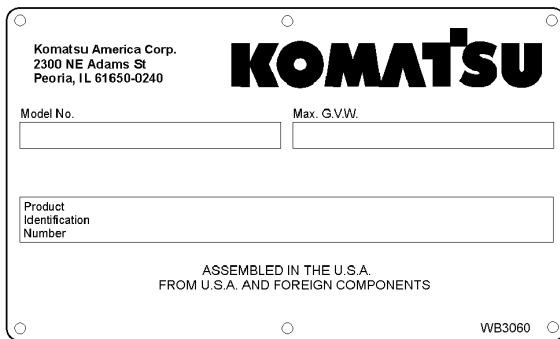 Komatsu America Corp.
2300 NE Adams St
Peoria, IL 61650-0240
KOMATSU
Model No.
Max. G.V.W.
Product
Identification
Number
ASSEMBLED IN THE U.S.A.
FROM U.S.A. AND FOREIGN COMPONENTS
WB3060